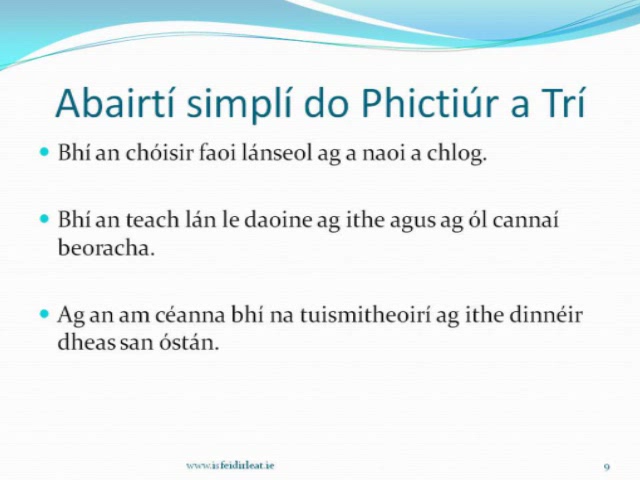 Abairtí simplí do Phictiúr a Trí
Bhí an chóisir faoi lánseol ag a naoi a chlog.
Bhí an teach lán le daoine ag ithe agus ag ól cannaí
beoracha.
Ag an am céanna bhí na tuismitheoirí ag ithe dinnéir
dheas san óstán.
www.isfeidirleat.ie
9